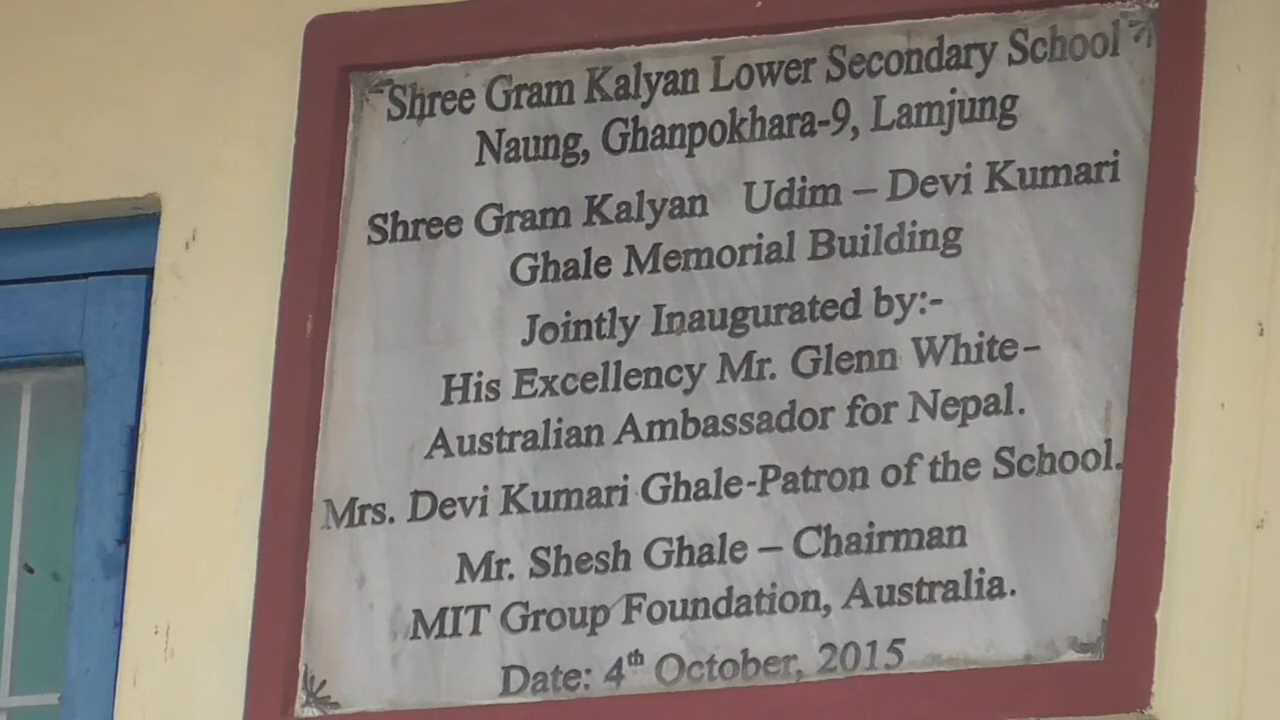 Shree Gram Kalyan Lower Secondary School
Naung, Ghanpokhara-9, Lamjung
Shree Gram Kalyan Udim – Devi Kumari
Ghale Memorial Building
Jointly Inaugurated by:-
His Excellency Mr. Glenn White–
Australian Ambassador for Nepal.
Mrs. Devi Kumari Ghale-Patron of the School.
Mr. Shesh Ghale – Chairman
MIT Group Foundation, Australia.
Date: 4th October, 2015